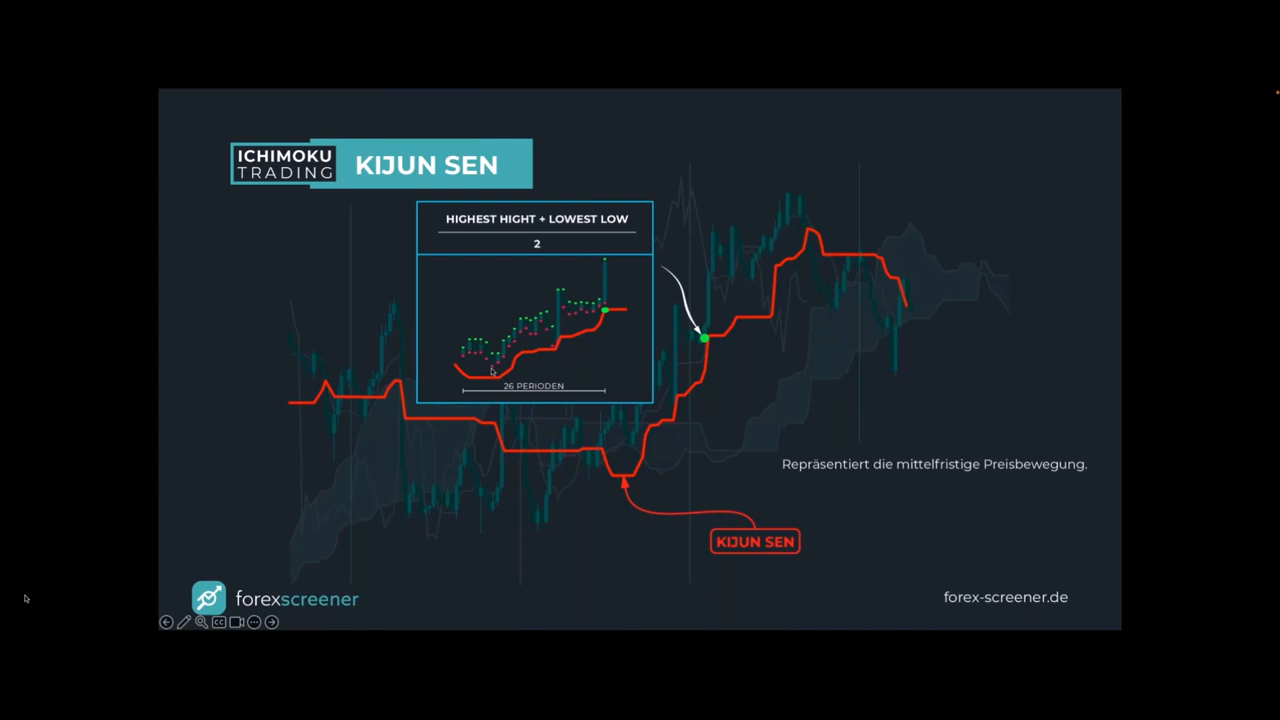 ICHIMOKU
TRADING
KIJUN SEN
HIGHEST HIGHT + LOWEST LOW
2
26 PERIODEN
Repräsentiert die mittelfristige Preisbewegung.
KIJUN SEN
forexscreener
forex-screener.de
CC